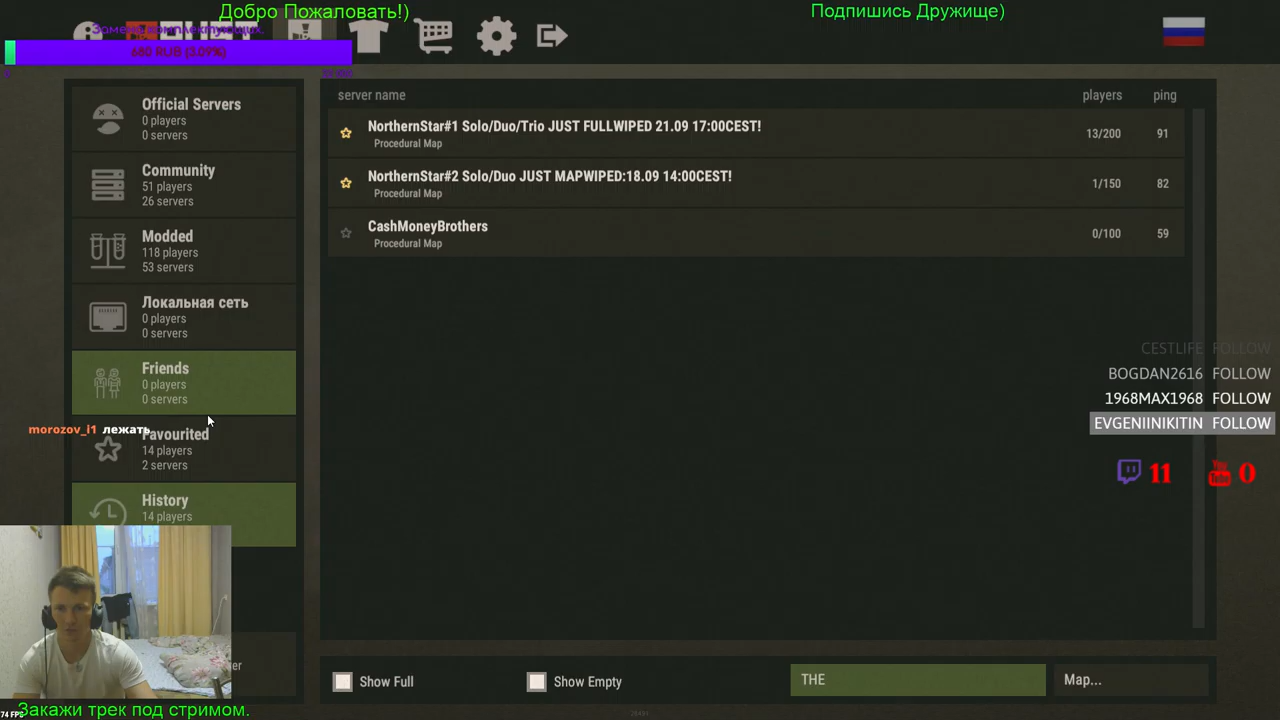 Добро Пожаловать!)
Подпишись Дружище)
Замена комплектующих.
680 RUB (3.09%)
server name
players
ping
Official Servers
0 players
0 servers
NorthernStar#1 Solo/Duo/Trio JUST FULLWIPED 21.09 17:00CEST!
Procedural Map
13/200
91
Community
51 players
26 servers
NorthernStar#2 Solo/Duo JUST MAPWIPED:18.09 14:00CEST!
Procedural Map
1/150
82
Modded
118 players
53 servers
CashMoneyBrothers
Procedural Map
0/100
59
Локальная сеть
0 players
0 servers
Friends
0 players
0 servers
CESTLIFE FOLLOW
BOGDAN2616 FOLLOW
1968MAX1968 FOLLOW
EVGENIINIKITIN FOLLOW
morozov_i1 лежать
Favourited
14 players
2 servers
11
0
History
14 players
Show Full
Show Empty
THE
Map...
74 FPS
Закажи трек под стримом.